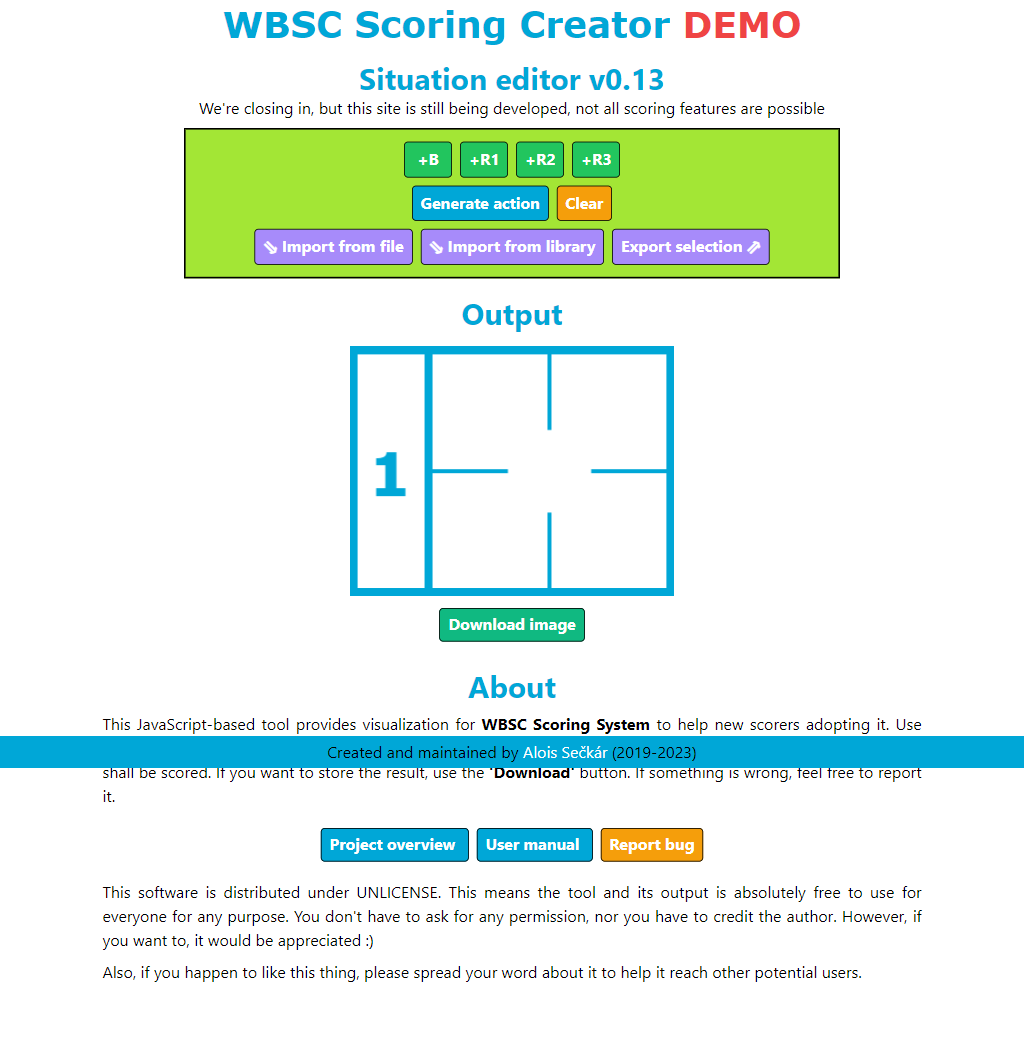 WBSC Scoring Creator DEMO
Situation editor v0.13
We're closing in, but this site is still being developed, not all scoring features are possible
+B +R1 +R2 +R3
Generate action Clear
⇘ Import from file ⇘ Import from library Export selection ⇗
Output
1
Download image
About
This JavaScript-based tool provides visualization for WBSC Scoring System to help new scorers adopting it. Use
Created and maintained by Alois Sečkár (2019-2023)
shall be scored. If you want to store the result, use the 'Download' button. If something is wrong, feel free to report
it.
Project overview User manual Report bug
This software is distributed under UNLICENSE. This means the tool and its output is absolutely free to use for
everyone for any purpose. You don't have to ask for any permission, nor you have to credit the author. However, if
you want to, it would be appreciated :)
Also, if you happen to like this thing, please spread your word about it to help it reach other potential users.